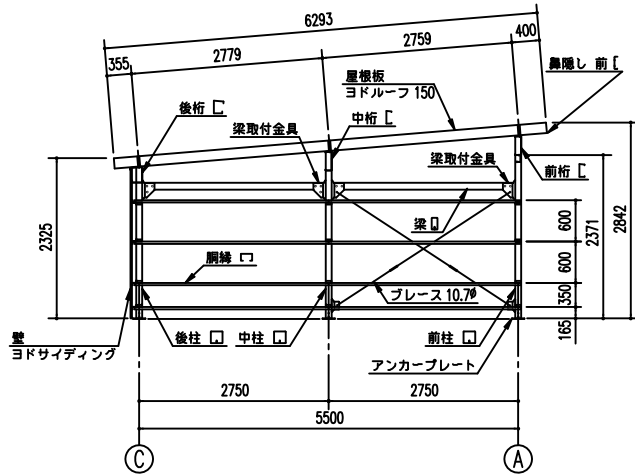 6293
355
2779
2759
400
屋根板
ヨドルーフ 150
鼻隠し 前
後桁
梁取付金具
中桁
梁取付金具
前桁
2325
梁
600
600
350
165
2371
2842
胴縁
ブレース 10.7φ
壁
ヨドサイディング
後柱
中柱
前柱
アンカープレート
2750
2750
5500
C
A